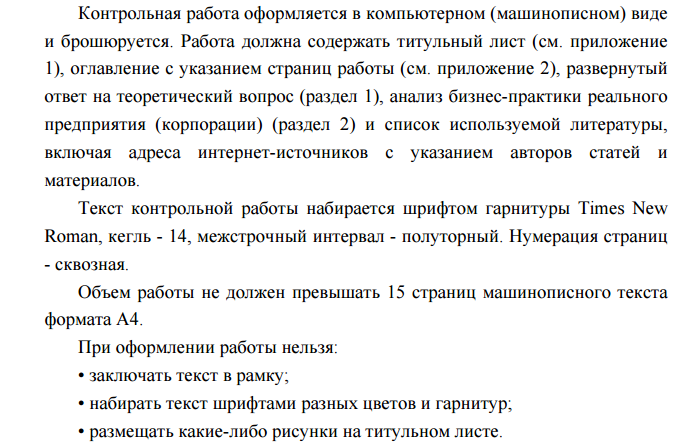 Контрольная работа оформляется в компьютерном (машинописном) виде
и брошюруется. Работа должна содержать титульный лист (см. приложение
1), оглавление с указанием страниц работы (см. приложение 2), развернутый
ответ на теоретический вопрос (раздел 1), анализ бизнес-практики реального
предприятия (корпорации) (раздел 2) и список используемой литературы,
включая адреса интернет-источников с указанием авторов статей и
материалов.
Текст контрольной работы набирается шрифтом гарнитуры Times New
Roman, кегль - 14, межстрочный интервал - полуторный. Нумерация страниц
- сквозная.
Объем работы не должен превышать 15 страниц машинописного текста
формата А4.
При оформлении работы нельзя:
• заключать текст в рамку;
• набирать текст шрифтами разных цветов и гарнитур;
• размещать какие-либо рисунки на титульном листе.